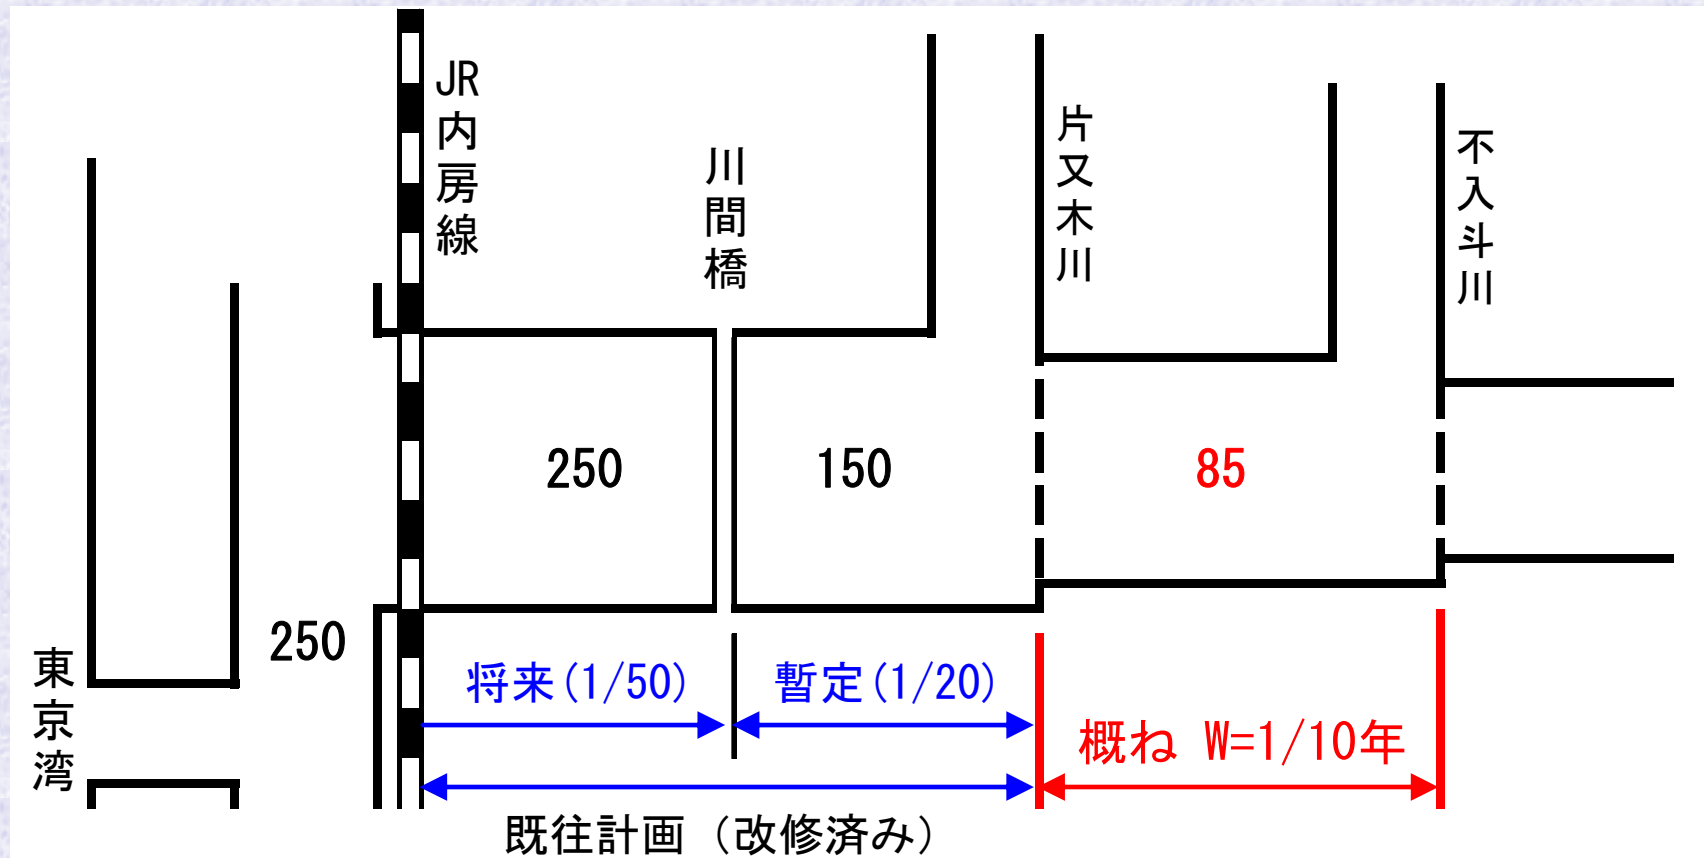 JR内房線
川間橋
片又木川
不入斗川
250
150
85
250
東京湾
将来(1/50)
暫定(1/20)
概ね W=1/10年
既往計画（改修済み）